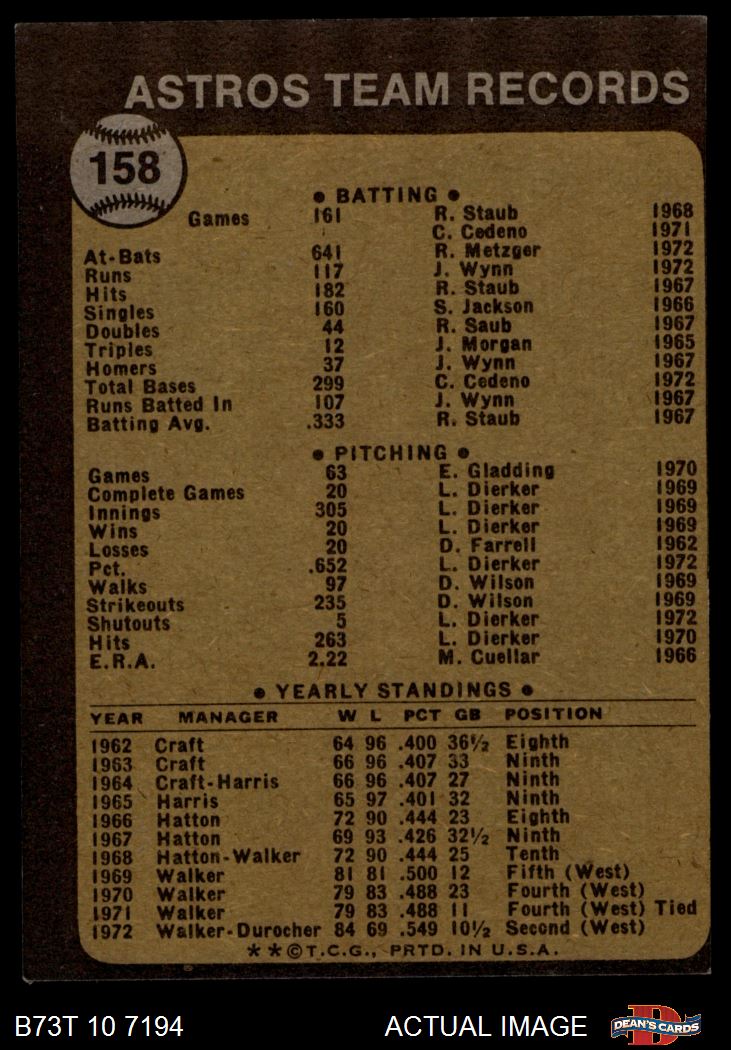 ASTROS TEAM RECORDS
158
• BATTING •
Games 161 R. Staub 1968
C. Cedeno 1971
At-Bats 641 R. Metzger 1972
Runs 117 J. Wynn 1972
Hits 182 R. Staub 1967
Singles 160 S. Jackson 1966
Doubles 44 R. Saub 1967
Triples 12 J. Morgan 1965
Homers 37 J. Wynn 1967
Total Bases 299 C. Cedeno 1972
Runs Batted In 107 J. Wynn 1967
Batting Avg. .333 R. Staub 1967
• PITCHING •
Games 63 E. Gladding 1970
Complete Games 20 L. Dierker 1969
Innings 305 L. Dierker 1969
Wins 20 L. Dierker 1969
Losses 20 D. Farrell 1962
Pct. .652 L. Dierker 1972
Walks 97 D. Wilson 1969
Strikeouts 235 D. Wilson 1969
Shutouts 5 L. Dierker 1972
Hits 263 L. Dierker 1970
E.R.A. 2.22 M. Cuellar 1966
• YEARLY STANDINGS •
YEAR MANAGER W L PCT GB POSITION
1962 Craft 64 96 .400 36½ Eighth
1963 Craft 66 96 .407 33 Ninth
1964 Craft-Harris 66 96 .407 27 Ninth
1965 Harris 65 97 .401 32 Ninth
1966 Hatton 72 90 .444 23 Eighth
1967 Hatton 69 93 .426 32½ Ninth
1968 Hatton-Walker 72 90 .444 25 Tenth
1969 Walker 81 81 .500 12 Fifth (West)
1970 Walker 79 83 .488 23 Fourth (West)
1971 Walker 79 83 .488 11 Fourth (West) Tied
1972 Walker-Durocher 84 69 .549 10½ Second (West)
* * © T.C.G., PRTD. IN U.S.A.
B73T 10 7194 ACTUAL IMAGE DEAN'S CARDS